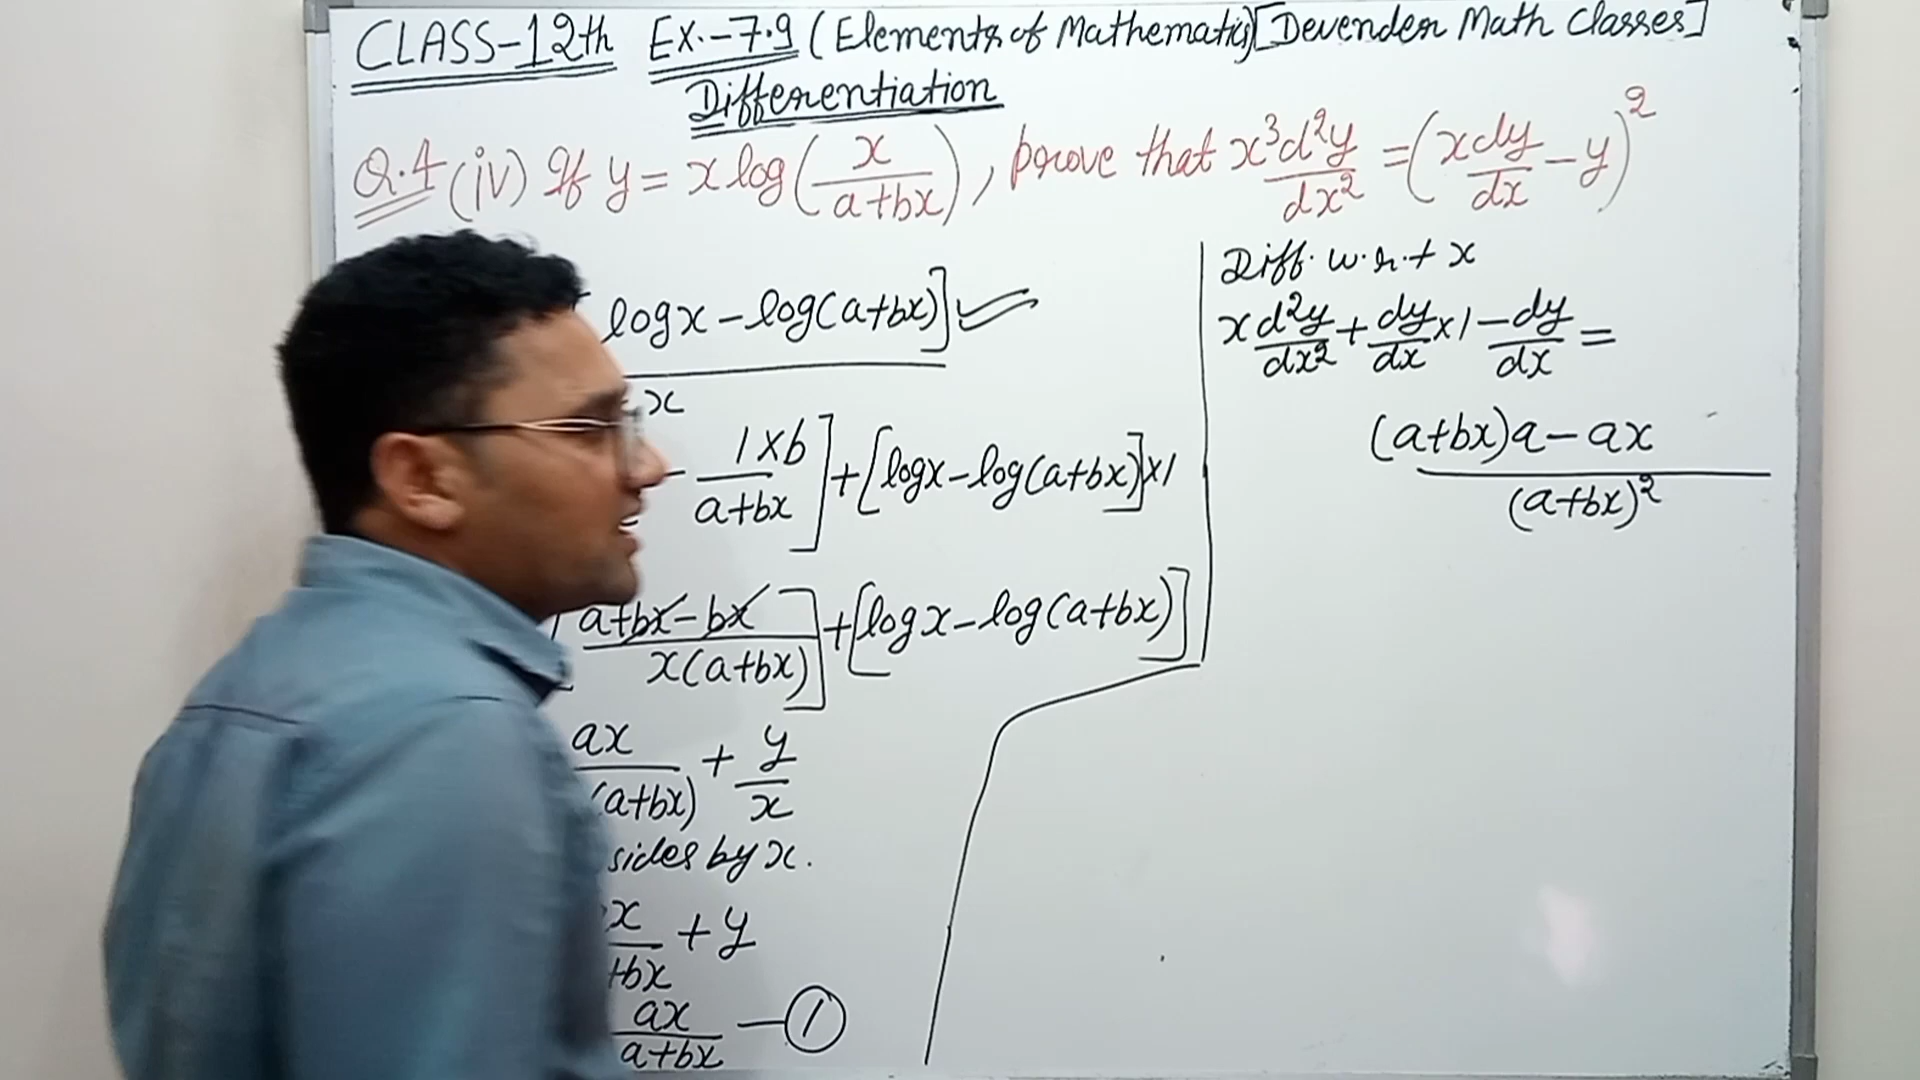 CLASS-12th EX.-7.9 (Elements of Mathematics) [Devender Math Classes]
Differentiation
Q.4 (iv) If y = x log(x/(a+bx)), prove that x³ d²y/dx² = (x dy/dx - y)²
logx - log(a+bx)]
x
- 1×b/(a+bx)] + [logx - log(a+bx)]×1
[(a+bx-bx)/(x(a+bx))] + [logx - log(a+bx)]
ax/(a+bx) + y/x
sides by x.
x/+bx + y
ax/(a+bx) — ①
Diff. w.r.t x
x d²y/dx² + dy/dx ×1 - dy/dx =
((a+bx)a - ax)/(a+bx)²